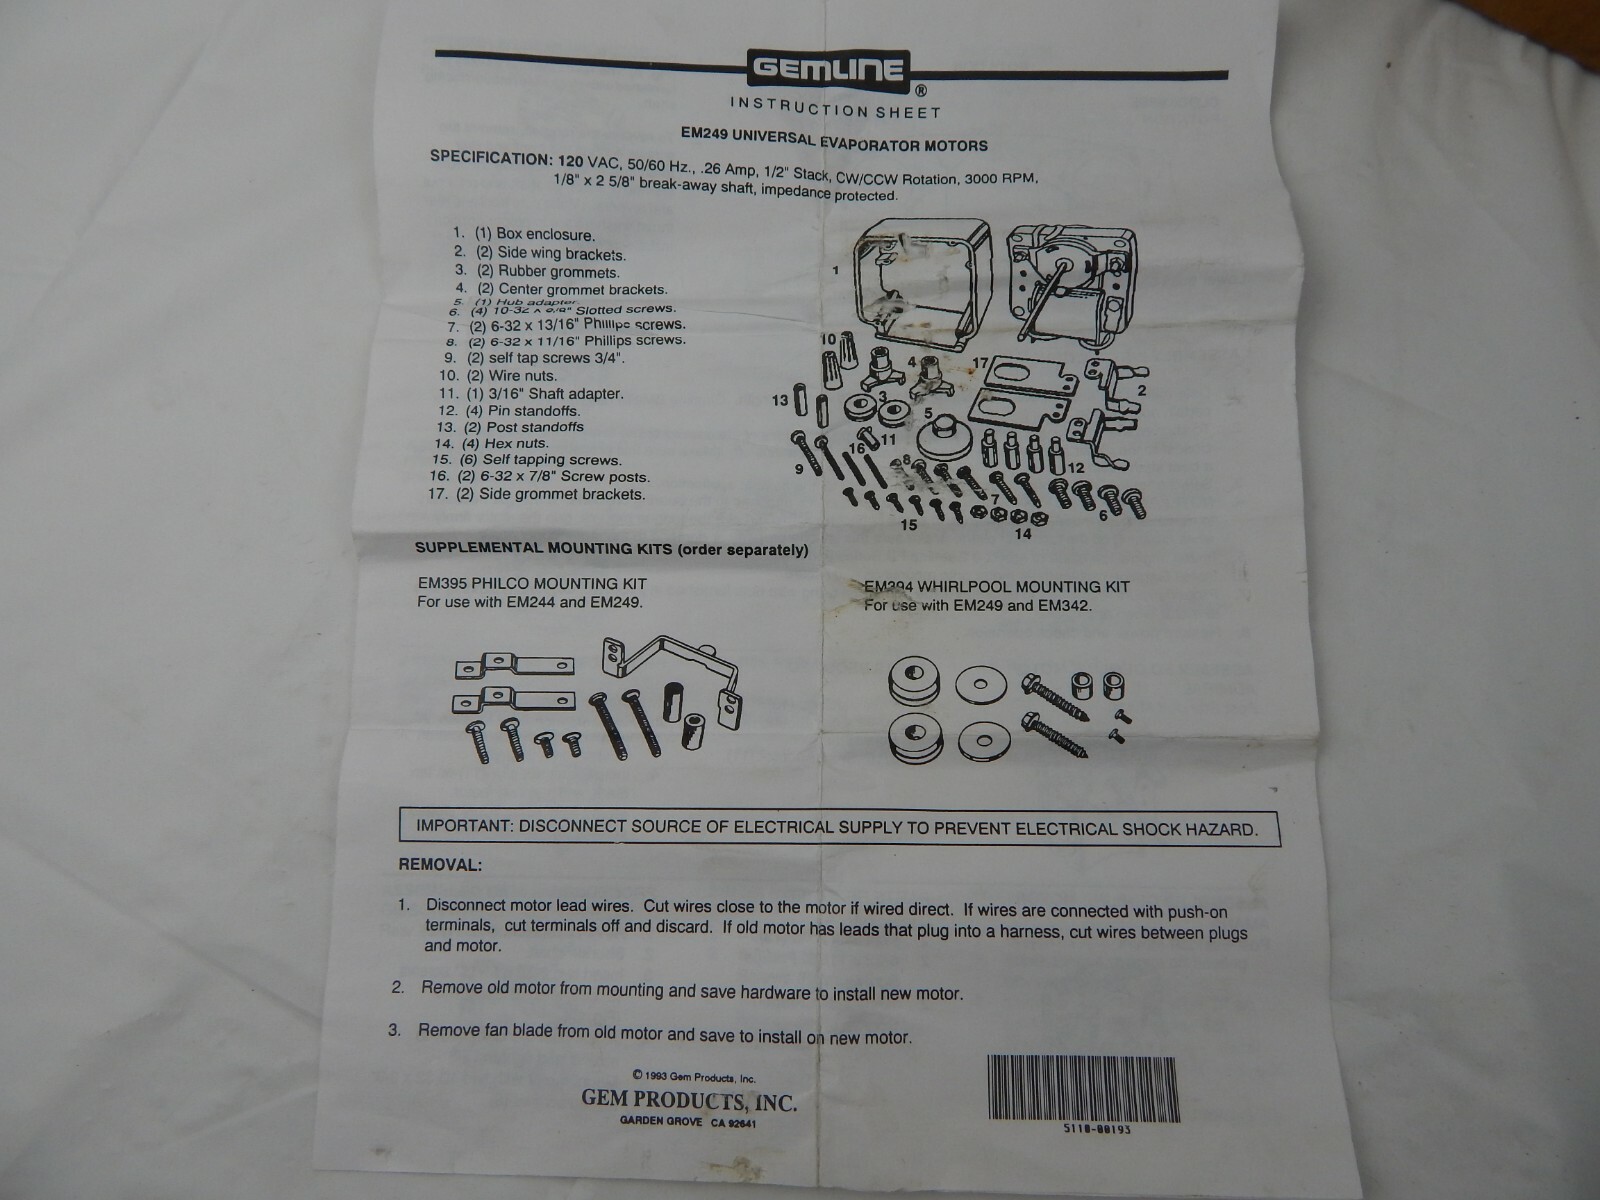 GEMLINE
®
INSTRUCTION SHEET
EM249 UNIVERSAL EVAPORATOR MOTORS
SPECIFICATION: 120 VAC, 50/60 Hz., .26 Amp, 1/2" Stack, CW/CCW Rotation, 3000 RPM,
1/8" x 2 5/8" break-away shaft, impedance protected.
1. (1) Box enclosure.
2. (2) Side wing brackets.
3. (2) Rubber grommets.
4. (2) Center grommet brackets.
5. (1) Hub adapter.
6. (4) 10-32 x Slotted screws.
7. (2) 6-32 x 13/16" Phillips screws.
8. (2) 6-32 x 11/16" Phillips screws.
9. (2) self tap screws 3/4".
10. (2) Wire nuts.
11. (1) 3/16" Shaft adapter.
12. (4) Pin standoffs.
13. (2) Post standoffs
14. (4) Hex nuts.
15. (6) Self tapping screws.
16. (2) 6-32 x 7/8" Screw posts.
17. (2) Side grommet brackets.
1
10
4
17
2
13
3
5
11
16
9
8
12
7
6
15
14
SUPPLEMENTAL MOUNTING KITS (order separately)
EM395 PHILCO MOUNTING KIT
For use with EM244 and EM249.
EM394 WHIRLPOOL MOUNTING KIT
For use with EM249 and EM342.
IMPORTANT: DISCONNECT SOURCE OF ELECTRICAL SUPPLY TO PREVENT ELECTRICAL SHOCK HAZARD.
REMOVAL:
1. Disconnect motor lead wires. Cut wires close to the motor if wired direct. If wires are connected with push-on
terminals, cut terminals off and discard. If old motor has leads that plug into a harness, cut wires between plugs
and motor.
2. Remove old motor from mounting and save hardware to install new motor.
3. Remove fan blade from old motor and save to install on new motor.
© 1993 Gem Products, Inc.
GEM PRODUCTS, INC.
GARDEN GROVE CA 92641
5110-00193